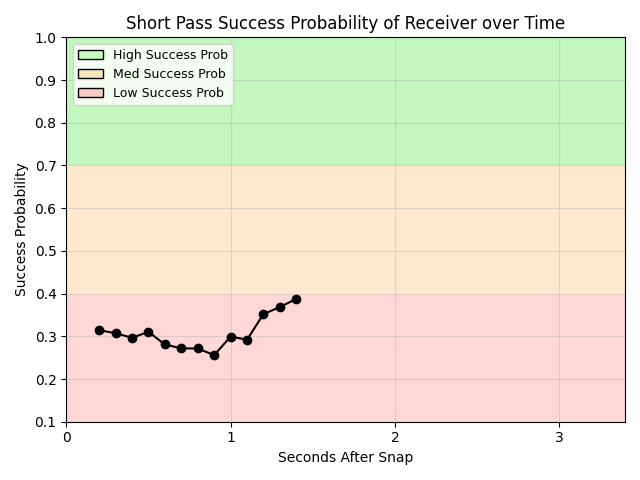 Short Pass Success Probability of Receiver over Time
High Success Prob
Med Success Prob
Low Success Prob
Success Probability
1.0
0.9
0.8
0.7
0.6
0.5
0.4
0.3
0.2
0.1
0 1 2 3
Seconds After Snap